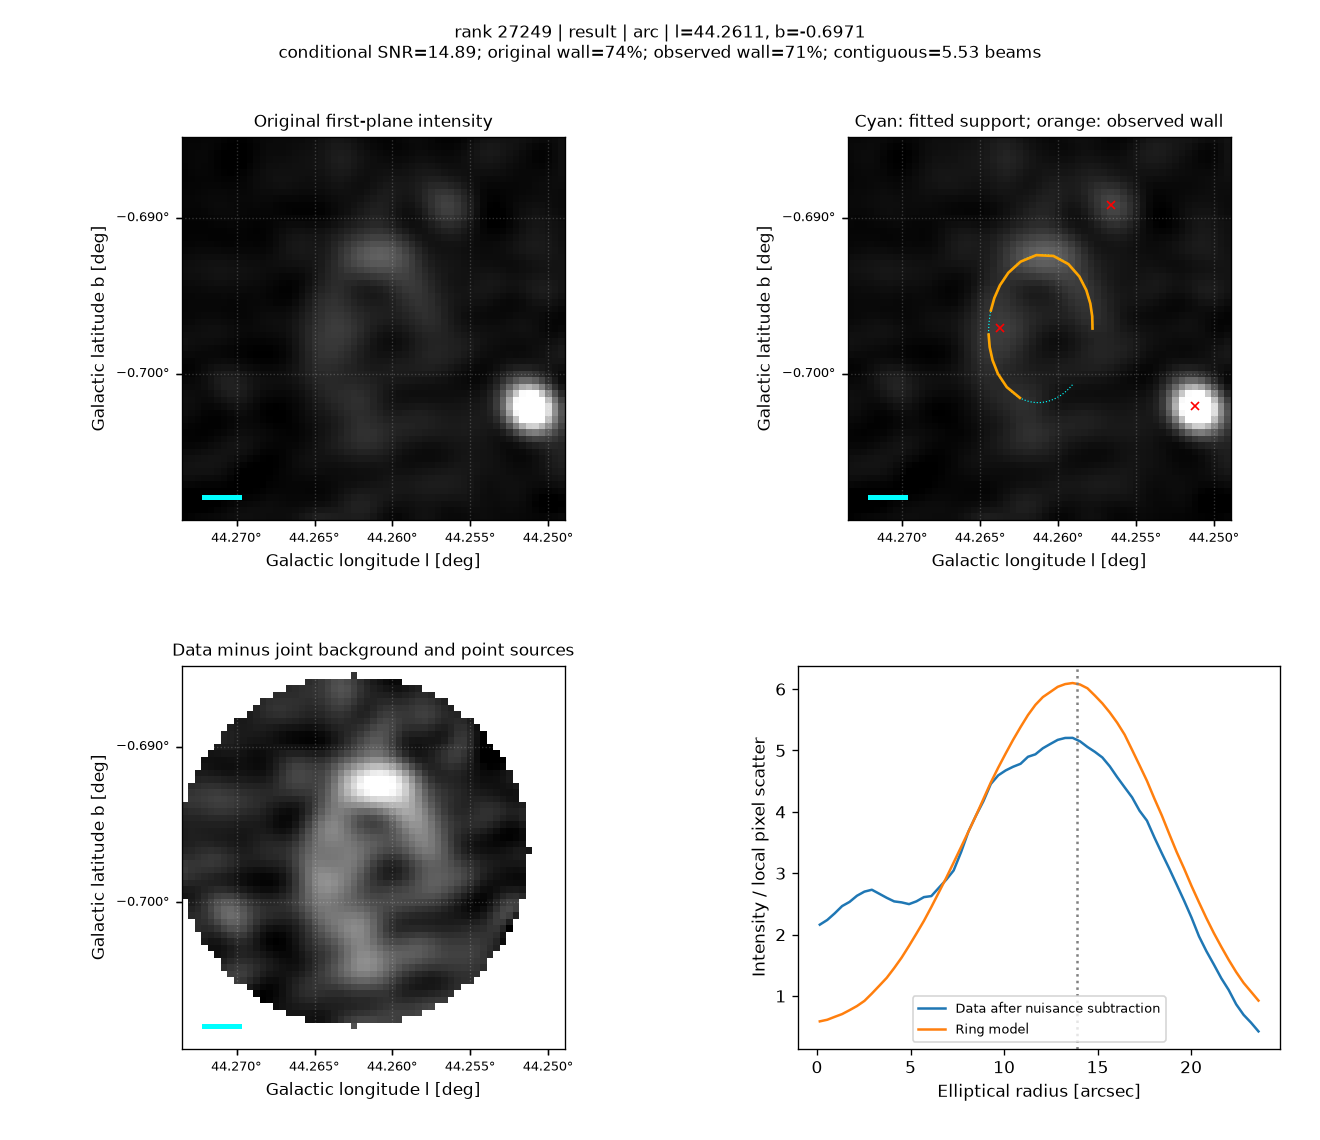 rank 27249 | result | arc | l=44.2611, b=-0.6971
conditional SNR=14.89; original wall=74%; observed wall=71%; contiguous=5.53 beams
Original first-plane intensity
−0.690°
−0.700°
Galactic latitude b [deg]
44.270° 44.265° 44.260° 44.255° 44.250°
Galactic longitude l [deg]
Cyan: fitted support; orange: observed wall
−0.690°
−0.700°
Galactic latitude b [deg]
44.270° 44.265° 44.260° 44.255° 44.250°
Galactic longitude l [deg]
Data minus joint background and point sources
−0.690°
−0.700°
Galactic latitude b [deg]
44.270° 44.265° 44.260° 44.255° 44.250°
Galactic longitude l [deg]
6
5
4
3
2
1
Intensity / local pixel scatter
Data after nuisance subtraction
Ring model
0 5 10 15 20
Elliptical radius [arcsec]